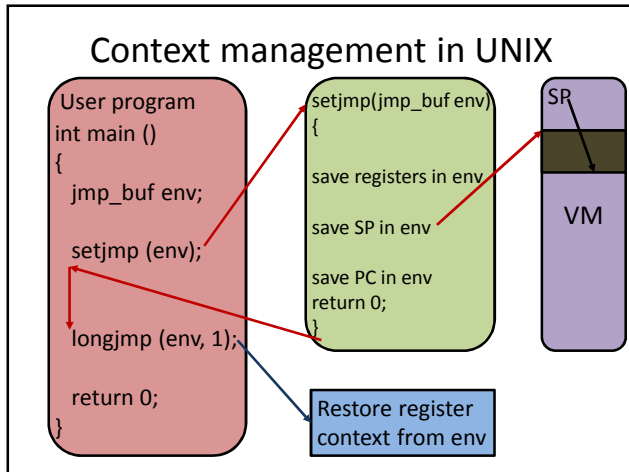 Context management in UNIX
User program
int main ()
{
jmp_buf env;
setjmp (env);
longjmp (env, 1);
return 0;
}
setjmp(jmp_buf env)
{
save registers in env
save SP in env
save PC in env
return 0;
}
Restore register
context from env
SP
VM